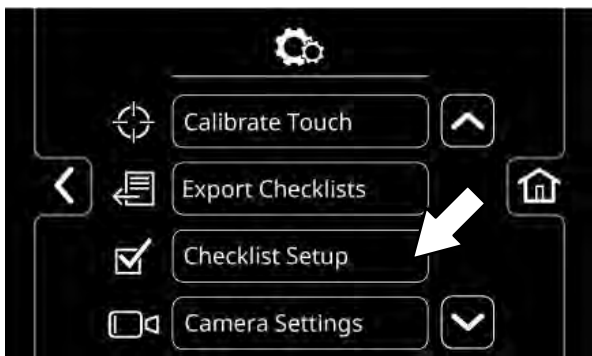 Calibrate Touch
Export Checklists
Checklist Setup
Camera Settings